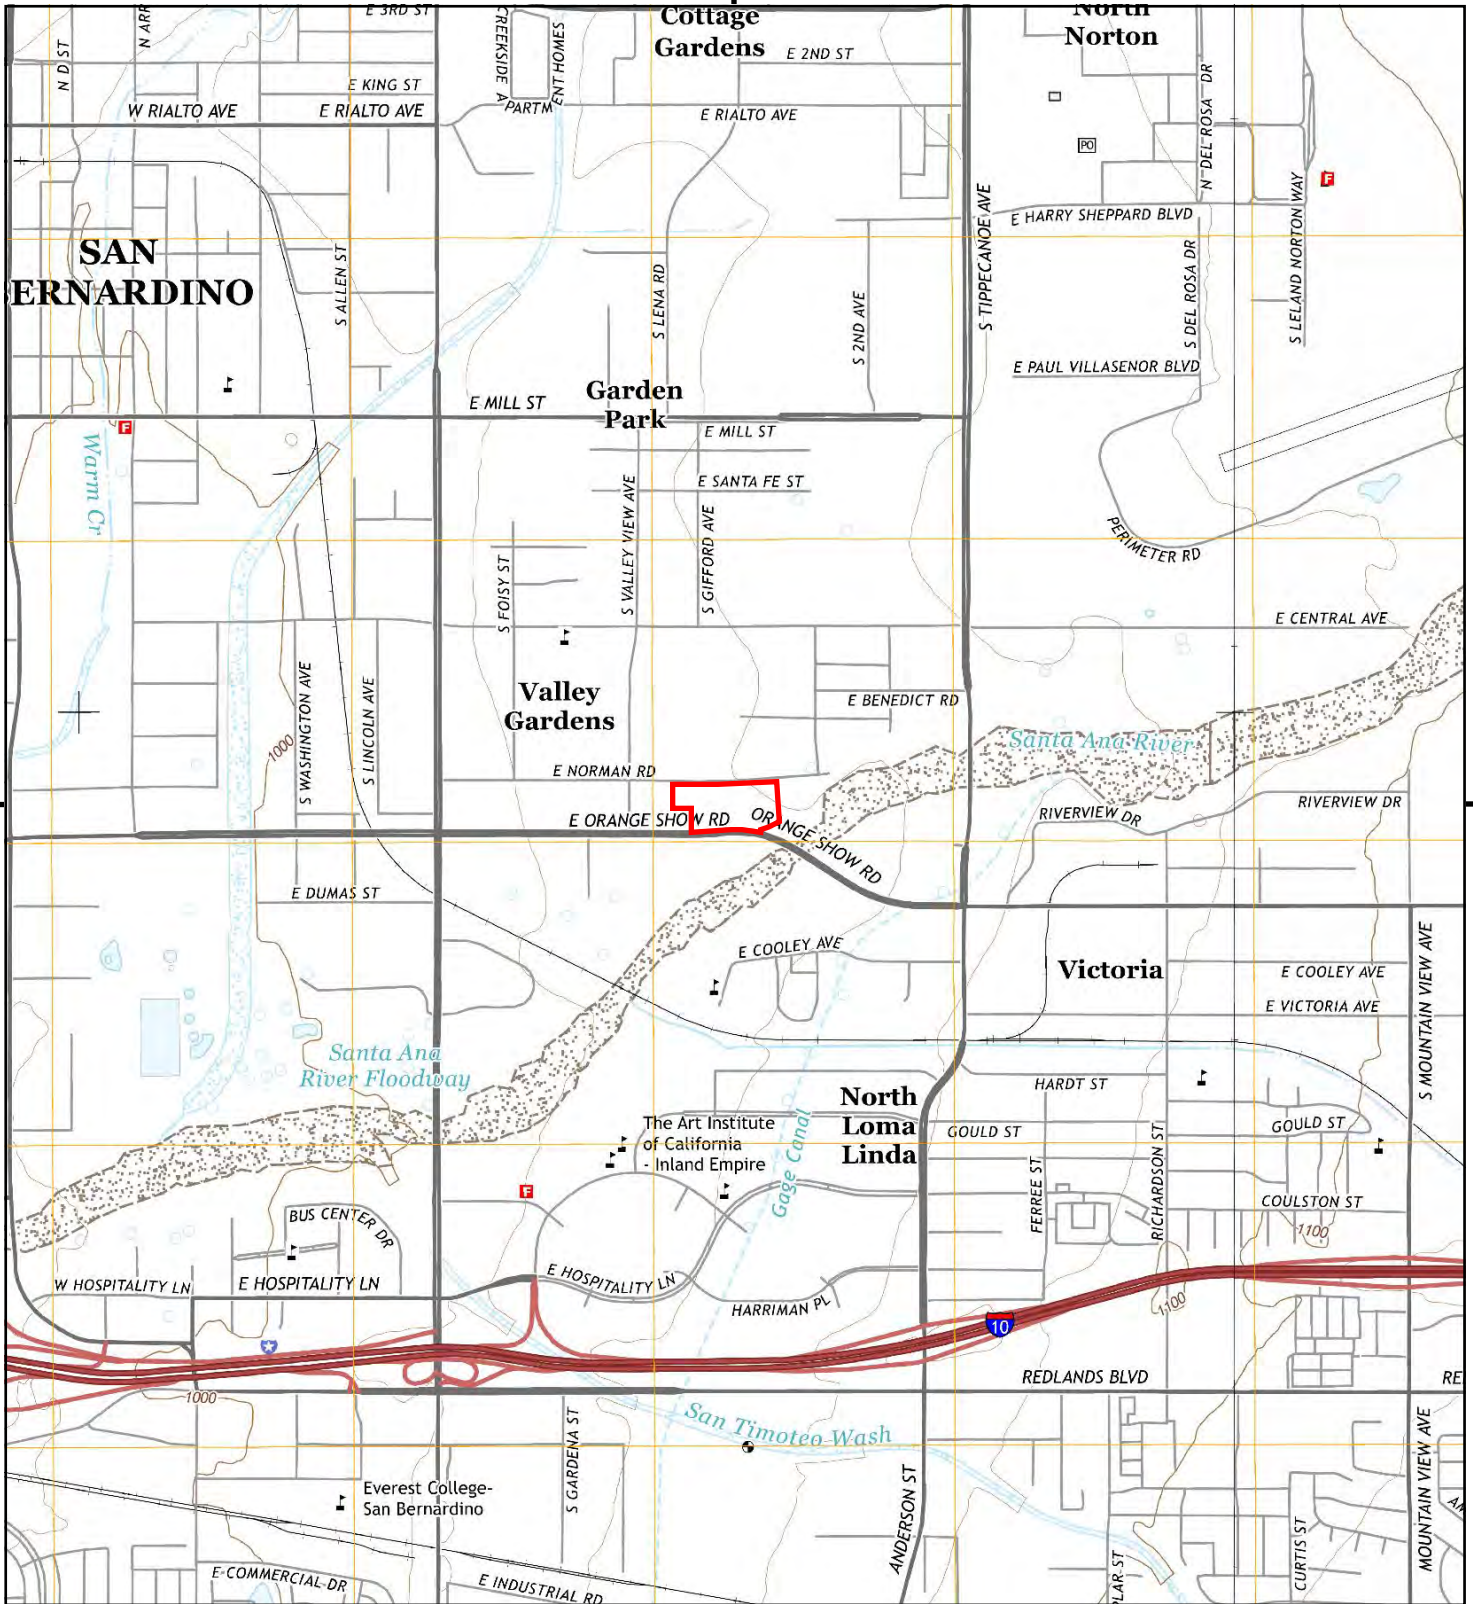 E 3RD ST
N ARR
N D ST
CREEKSIDE A
PARTM
ENT HOMES
Cottage
Gardens
E 2ND ST
North
Norton
E KING ST
W RIALTO AVE
E RIALTO AVE
E RIALTO AVE
N DEL ROSA DR
PO
F
E HARRY SHEPPARD BLVD
S TIPPECANOE AVE
S LELAND NORTON WAY
SAN
ERNARDINO
S ALLEN ST
S LENA RD
S 2ND AVE
S DEL ROSA DR
E PAUL VILLASENOR BLVD
Garden
Park
E MILL ST
E MILL ST
F
Warm Cr
E SANTA FE ST
S VALLEY VIEW AVE
S GIFFORD AVE
S FOISY ST
PERIMETER RD
E CENTRAL AVE
Valley
Gardens
E BENEDICT RD
S WASHINGTON AVE
S LINCOLN AVE
1000
Santa Ana River
E NORMAN RD
E ORANGE SHOW RD
ORANGE SHOW RD
RIVERVIEW DR
RIVERVIEW DR
E DUMAS ST
E COOLEY AVE
Victoria
E COOLEY AVE
E VICTORIA AVE
S MOUNTAIN VIEW AVE
Santa Ana
River Floodway
HARDT ST
North
Loma
Linda
The Art Institute
of California
- Inland Empire
Gage Canal
GOULD ST
GOULD ST
F
FERREE ST
RICHARDSON ST
COULSTON ST
1100
BUS CENTER DR
W HOSPITALITY LN
E HOSPITALITY LN
E HOSPITALITY LN
HARRIMAN PL
1100
10
REDLANDS BLVD
RE
1000
San Timoteo Wash
S GARDENA ST
ANDERSON ST
MOUNTAIN VIEW AVE
Everest College-
San Bernardino
AM
CURTIS ST
PLAR ST
E COMMERCIAL DR
E INDUSTRIAL RD